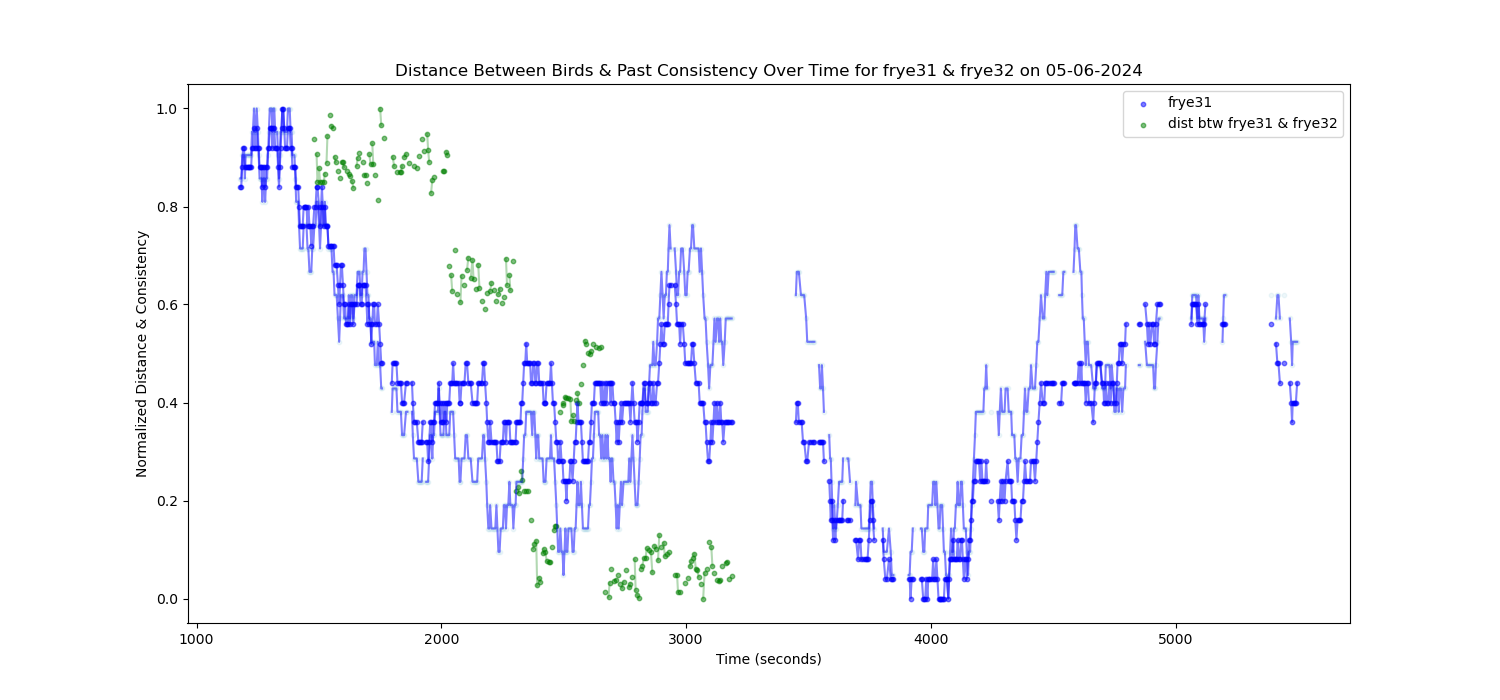 Distance Between Birds & Past Consistency Over Time for frye31 & frye32 on 05-06-2024
frye31
dist btw frye31 & frye32
Normalized Distance & Consistency
1.0
0.8
0.6
0.4
0.2
0.0
1000 2000 3000 4000 5000
Time (seconds)